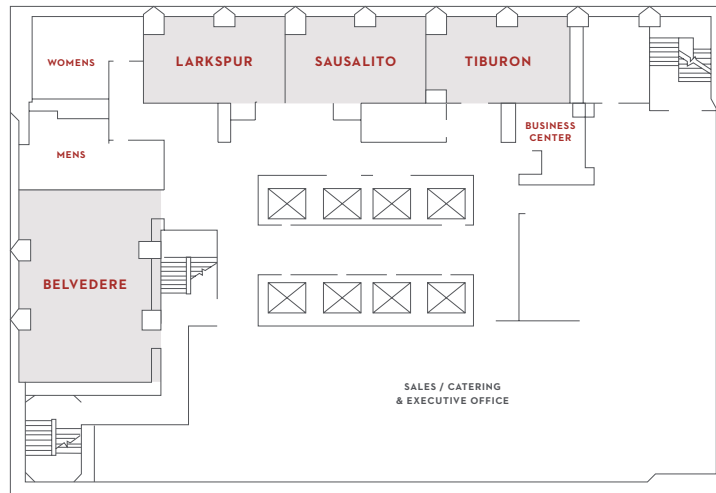 WOMENS
LARKSPUR
SAUSALITO
TIBURON
BUSINESS
CENTER
MENS
BELVEDERE
SALES / CATERING
& EXECUTIVE OFFICE